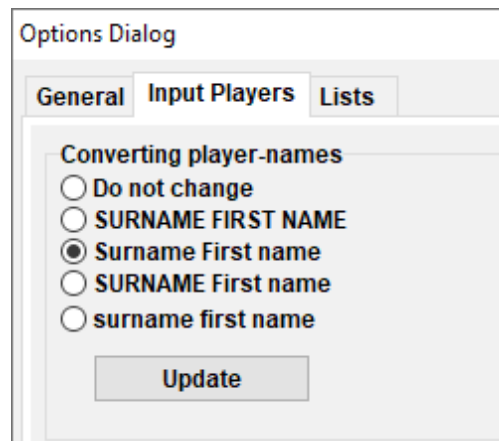 Options Dialog
General Input Players Lists
Converting player-names
Do not change
SURNAME FIRST NAME
Surname First name
SURNAME First name
surname first name
Update